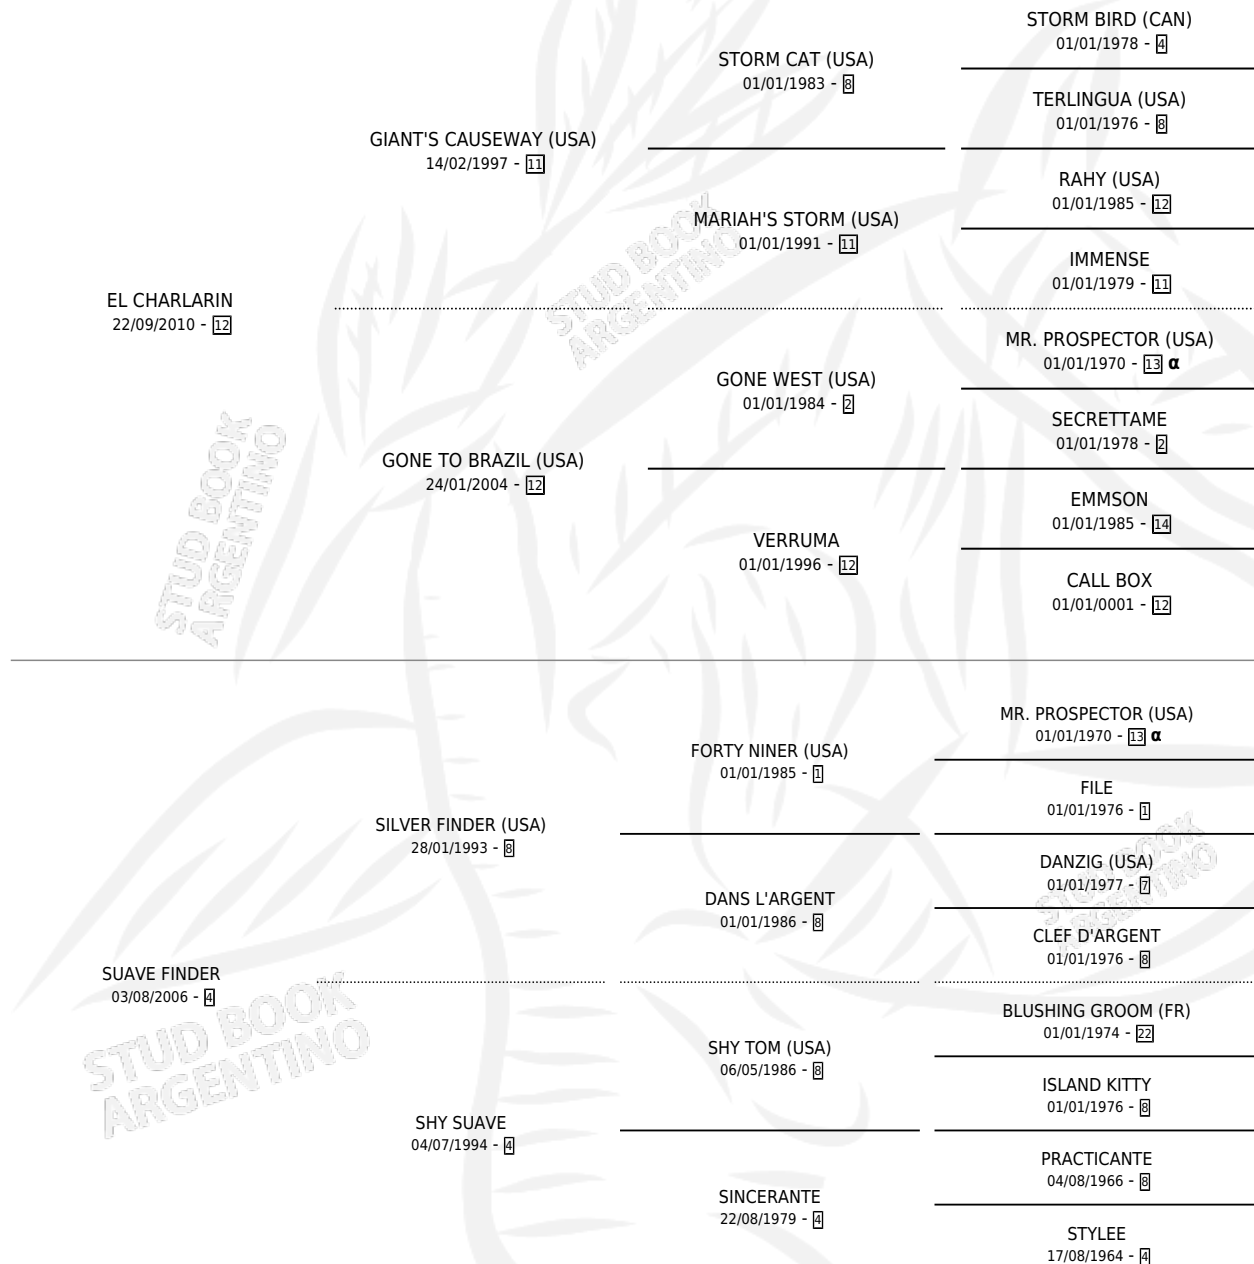 STORM BIRD (CAN)
01/01/1978 - 4
STORM CAT (USA)
01/01/1983 - 8
TERLINGUA (USA)
01/01/1976 - 8
GIANT'S CAUSEWAY (USA)
14/02/1997 - 11
RAHY (USA)
01/01/1985 - 12
MARIAH'S STORM (USA)
01/01/1991 - 11
IMMENSE
01/01/1979 - 11
EL CHARLARIN
22/09/2010 - 12
MR. PROSPECTOR (USA)
01/01/1970 - 13 α
GONE WEST (USA)
01/01/1984 - 2
SECRETTAME
01/01/1978 - 2
GONE TO BRAZIL (USA)
24/01/2004 - 12
EMMSON
01/01/1985 - 14
VERRUMA
01/01/1996 - 12
CALL BOX
01/01/0001 - 12
MR. PROSPECTOR (USA)
01/01/1970 - 13 α
FORTY NINER (USA)
01/01/1985 - 1
FILE
01/01/1976 - 1
SILVER FINDER (USA)
28/01/1993 - 8
DANZIG (USA)
01/01/1977 - 7
DANS L'ARGENT
01/01/1986 - 8
CLEF D'ARGENT
01/01/1976 - 8
SUAVE FINDER
03/08/2006 - 4
BLUSHING GROOM (FR)
01/01/1974 - 22
SHY TOM (USA)
06/05/1986 - 8
ISLAND KITTY
01/01/1976 - 8
SHY SUAVE
04/07/1994 - 4
PRACTICANTE
04/08/1966 - 8
SINCERANTE
22/08/1979 - 4
STYLEE
17/08/1964 - 4
STUD BOOK
ARGENTINO
STUD BOOK
ARGENTINO
STUD BOOK
ARGENTINO
STUD BOOK
ARGENTINO